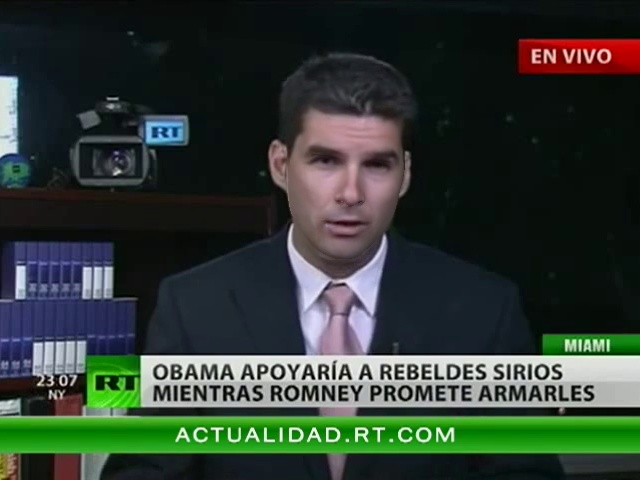 EN VIVO
RT
MIAMI
23:07
NY
RT
OBAMA APOYARÍA A REBELDES SIRIOS
MIENTRAS ROMNEY PROMETE ARMARLES
ACTUALIDAD.RT.COM